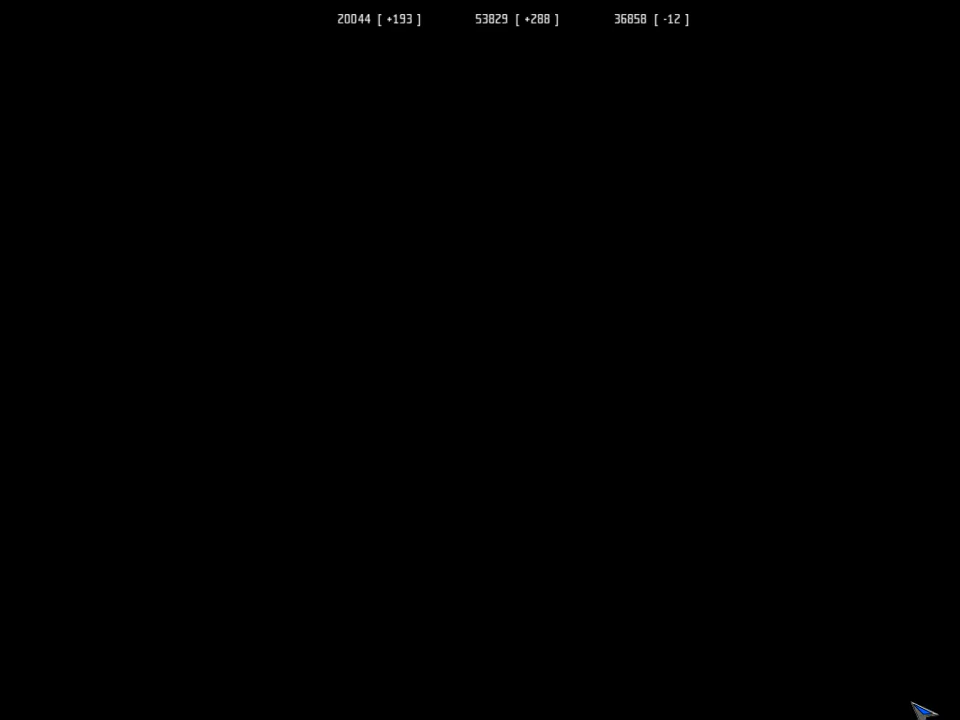 20044 [ +193 ] 53829 [ +288 ] 36858 [ -12 ]